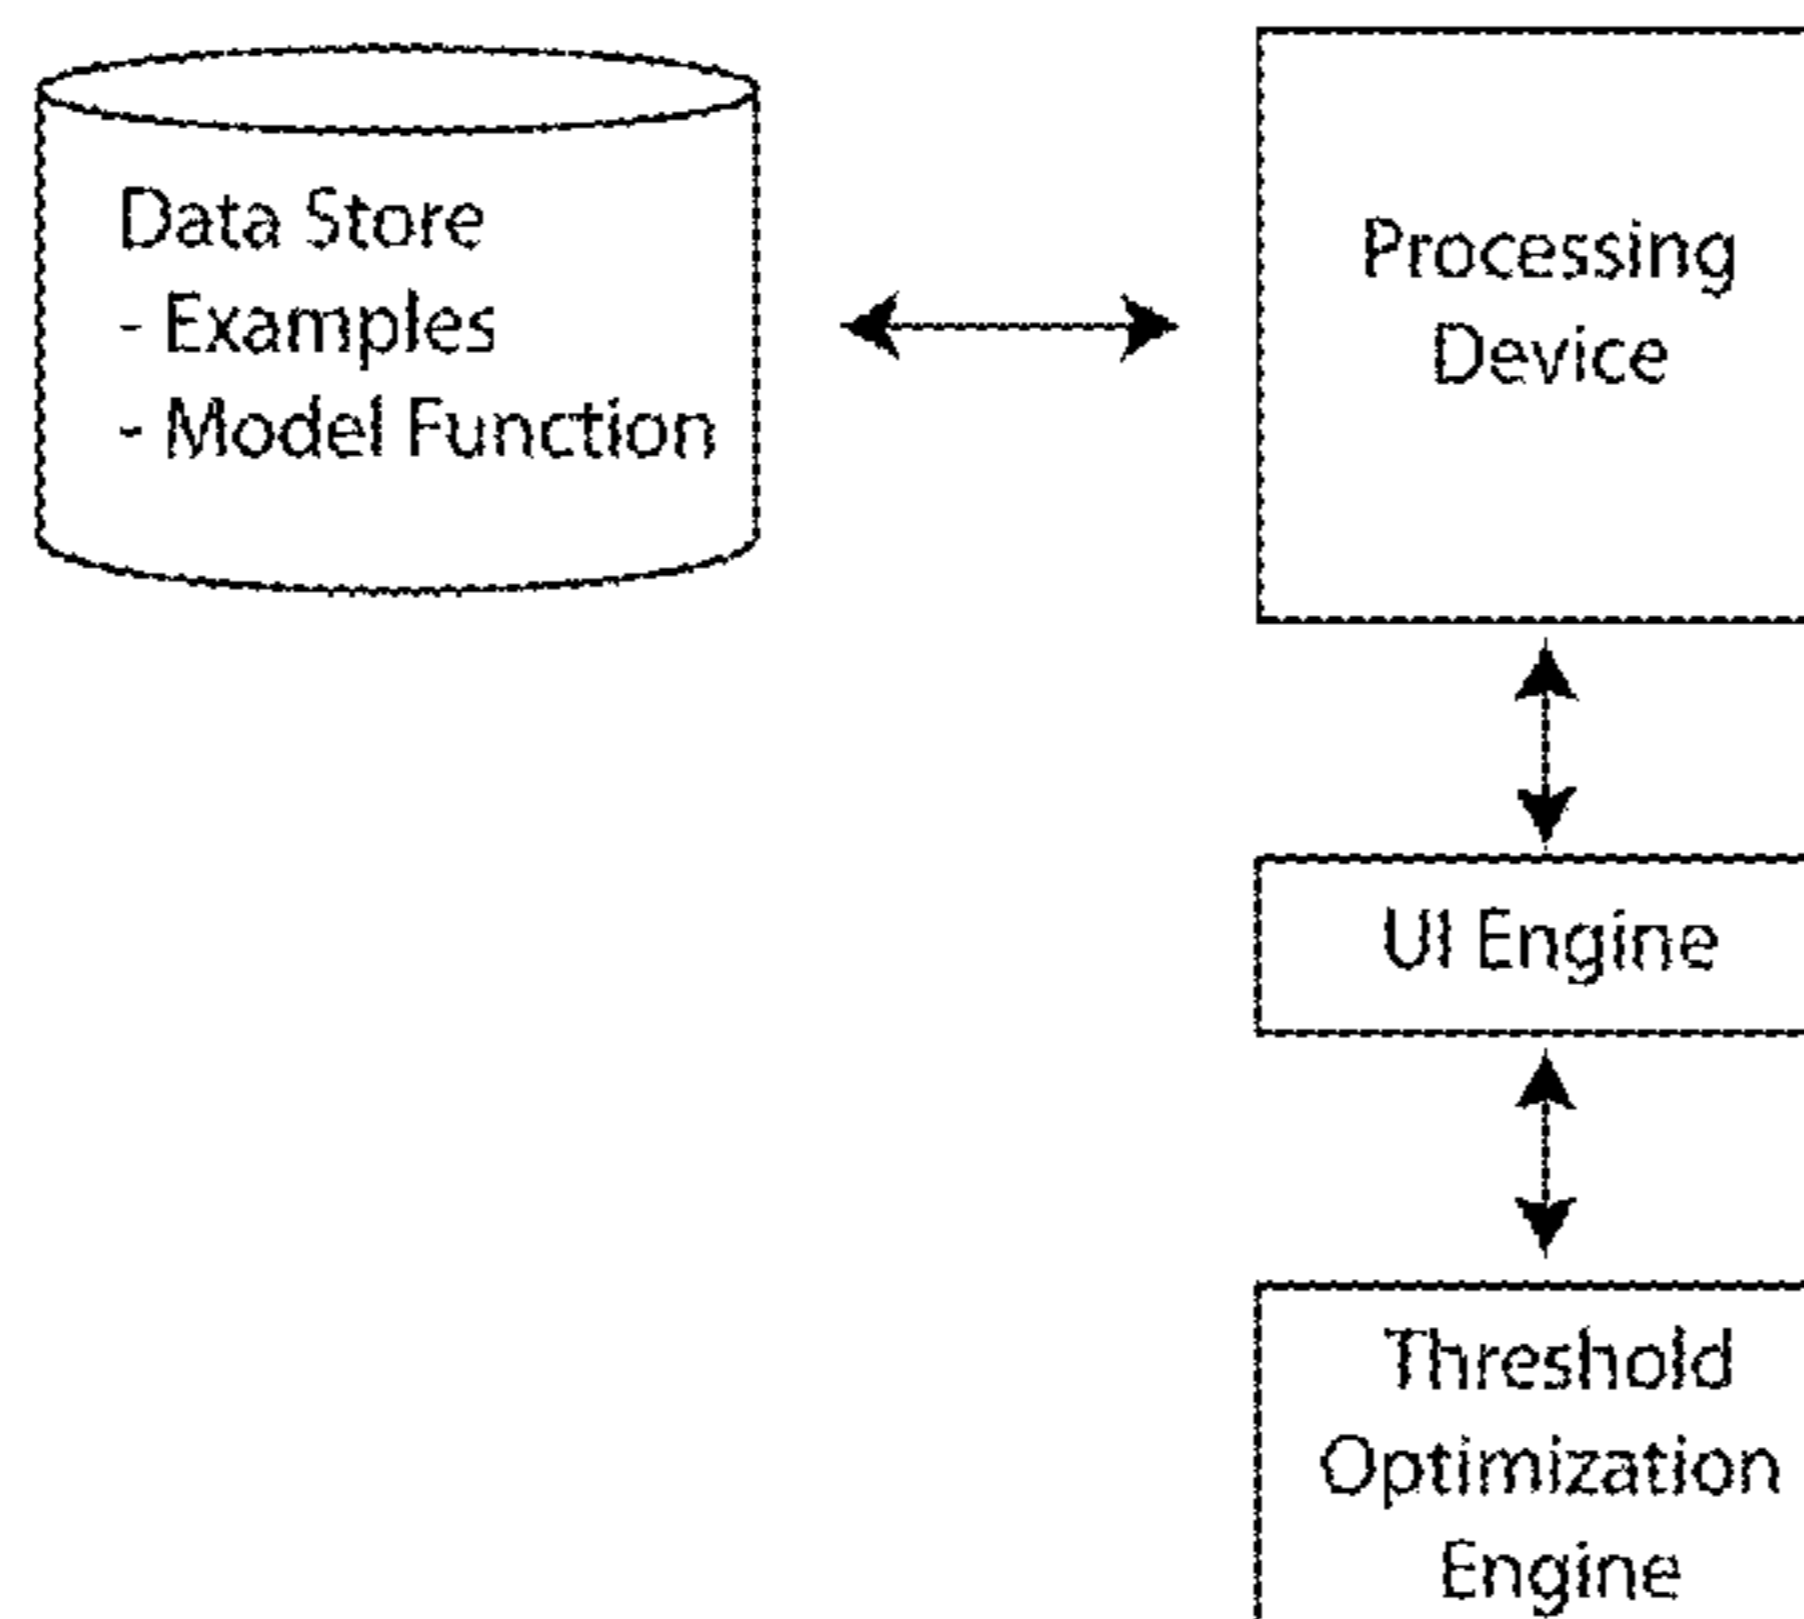 Data Store
- Examples
- Model Function
Processing
Device
UI Engine
Threshold
Optimization
Engine